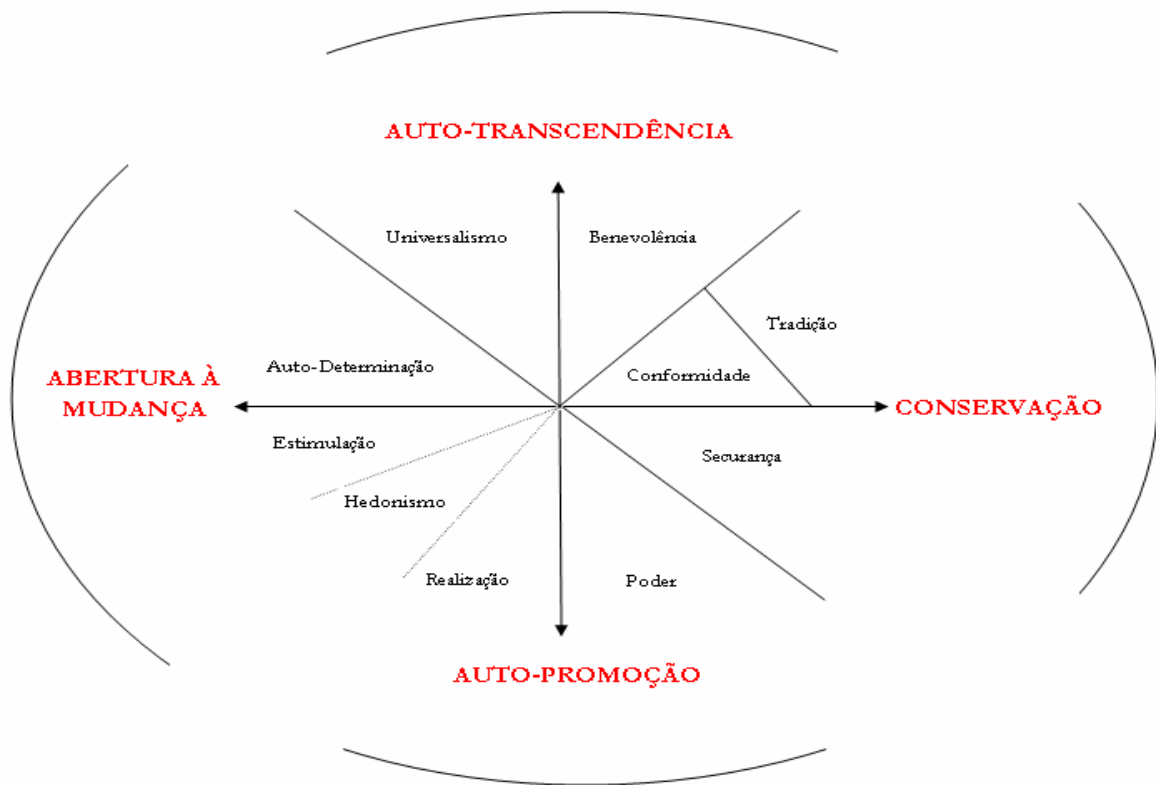 AUTO-TRANSCENDÊNCIA
Universalismo
Benevolência
Tradição
Auto-Determinação
Conformidade
ABERTURA À
MUDANÇA
CONSERVAÇÃO
Estimulação
Securança
Hedonismo
Realização
Poder
AUTO-PROMOÇÃO